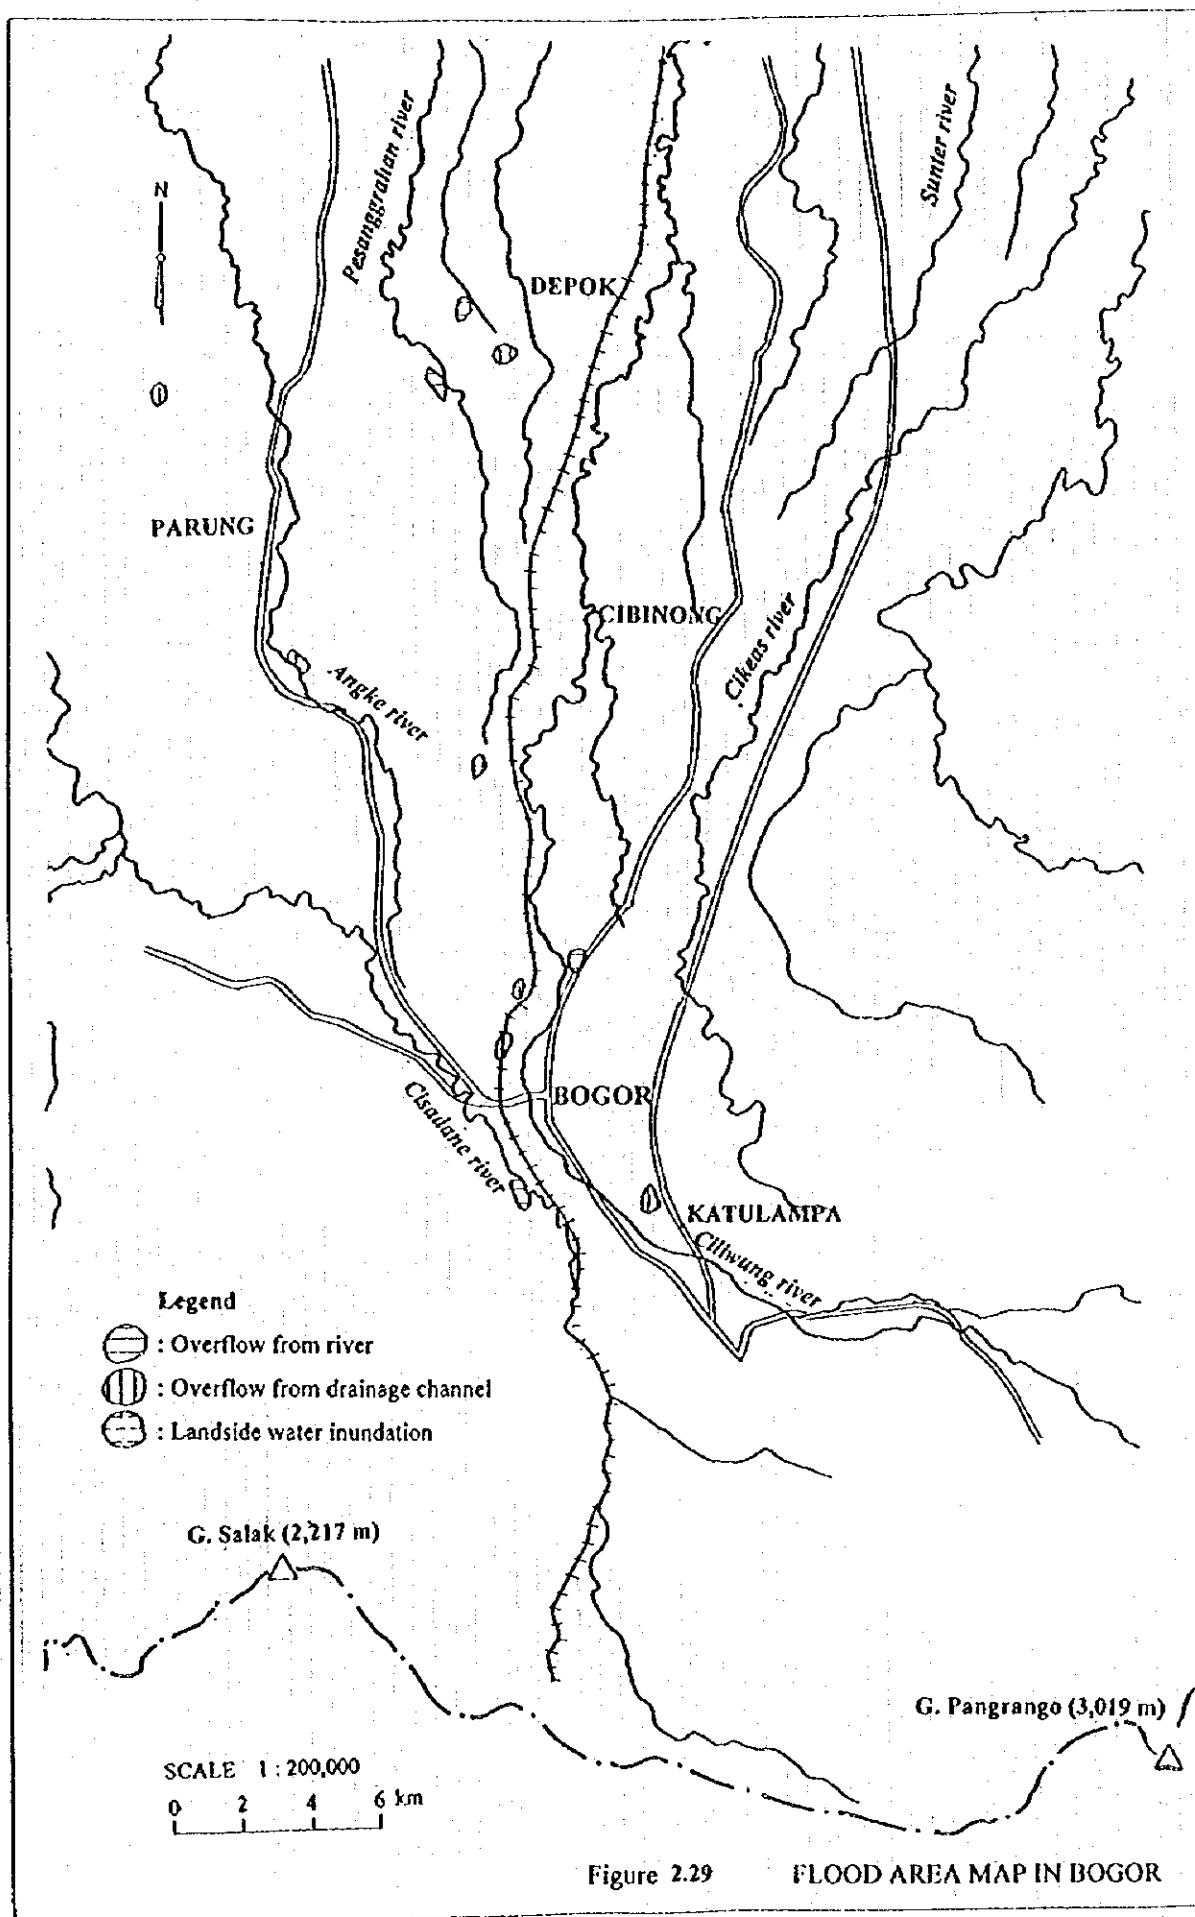 Pesanggrahan river
Sunter river
N
DEPOK
PARUNG
CIBINONG
Cikeas river
Angke river
BOGOR
Cisadane river
KATULAMPA
Ciliwung river
Legend
: Overflow from river
: Overflow from drainage channel
: Landside water inundation
G. Salak (2,217 m)
G. Pangrango (3,019 m)
SCALE 1 : 200,000
0 2 4 6 km
Figure 2.29 FLOOD AREA MAP IN BOGOR